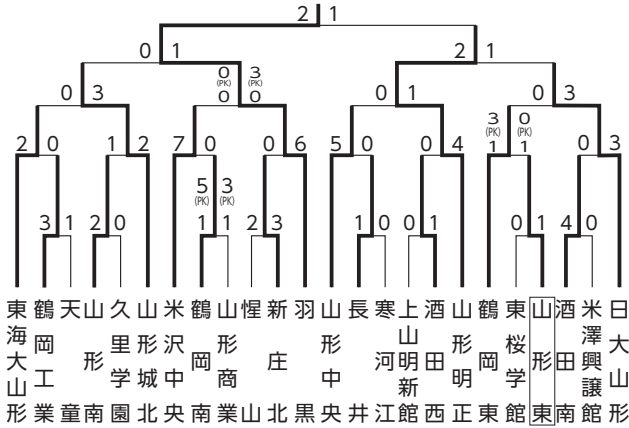 2 1
0 1 2 1
0 3 0(PK)0 3(PK)0 0 1 0 3
2 0 1 2 7 0 0 6 5 0 0 4 3(PK)1 0(PK)1 0 3
3 1 2 0 5(PK)1 3(PK)1 2 3 1 0 0 1 0 1 4 0
東海大山形
鶴岡工業
天童
山形南
久里学園
山形城北
米沢中央
鶴岡南
山形商業
惺山
新庄北
羽黒
山形中央
長井
寒河江
上山明新館
酒田西
山形明正
鶴岡東
東桜学館
山形東
酒田南
米澤興譲館
日大山形